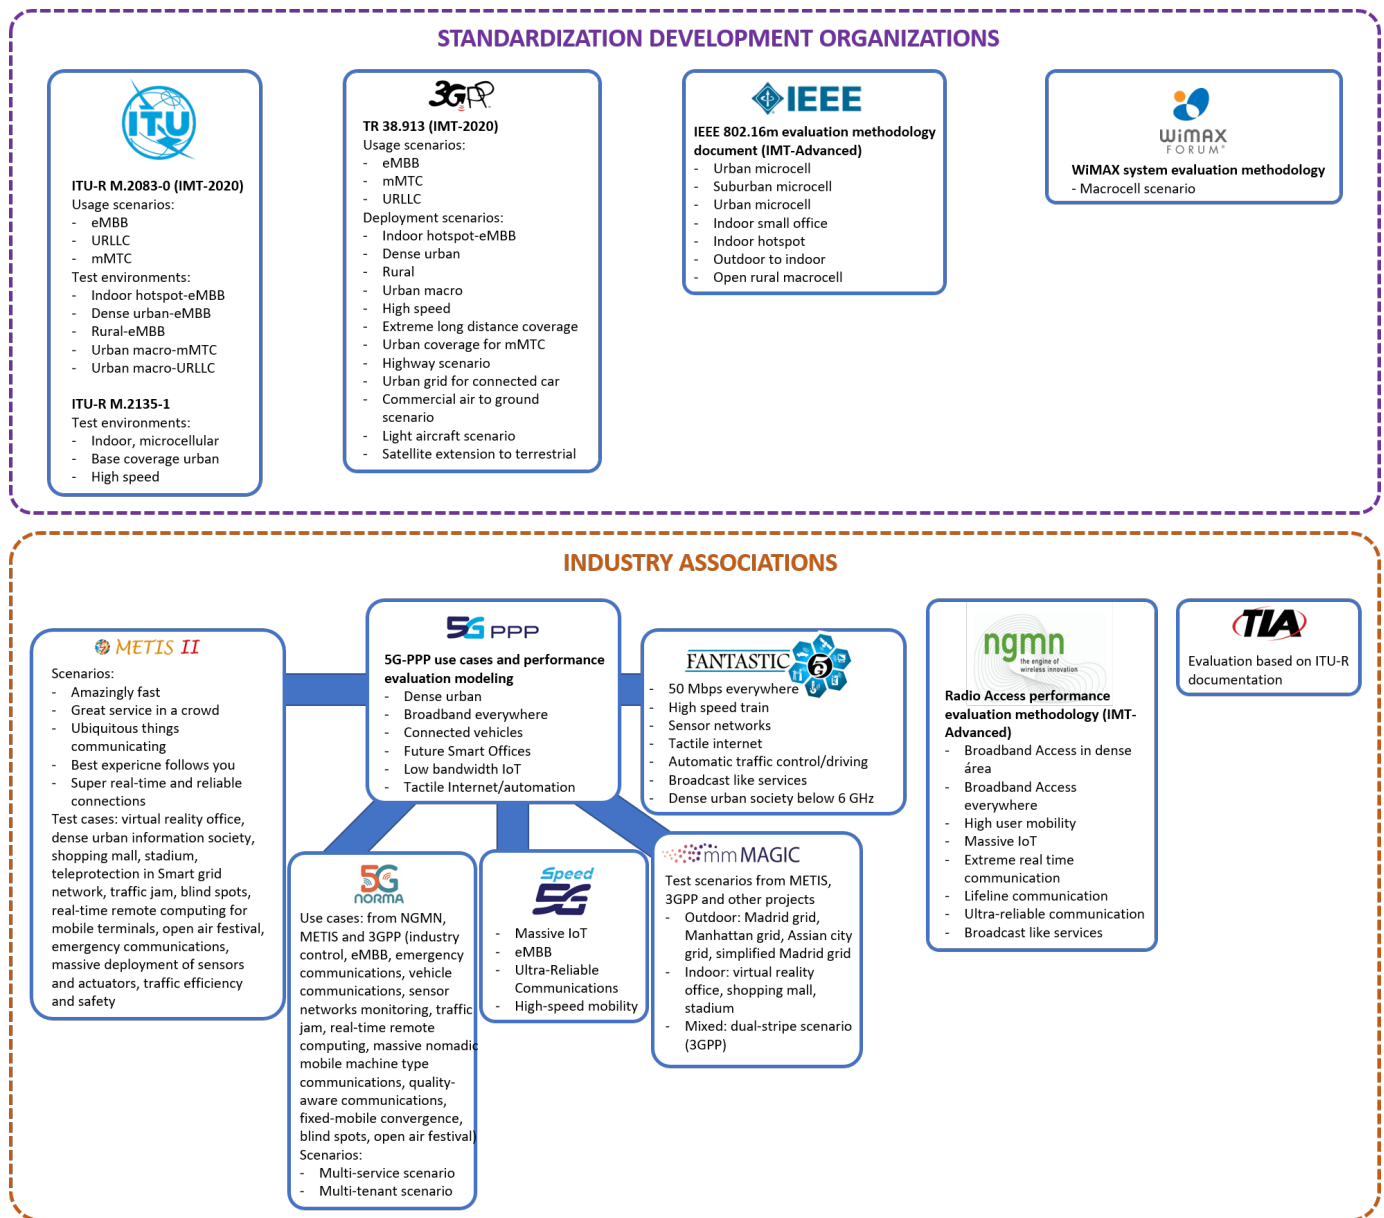 STANDARDIZATION DEVELOPMENT ORGANIZATIONS
ITU
ITU-R M.2083-0 (IMT-2020)
Usage scenarios:
- eMBB
- URLLC
- mMTC
Test environments:
- Indoor hotspot-eMBB
- Dense urban-eMBB
- Rural-eMBB
- Urban macro-mMTC
- Urban macro-URLLC
ITU-R M.2135-1
Test environments:
- Indoor, microcellular
- Base coverage urban
- High speed
3GPP
TR 38.913 (IMT-2020)
Usage scenarios:
- eMBB
- mMTC
- URLLC
Deployment scenarios:
- Indoor hotspot-eMBB
- Dense urban
- Rural
- Urban macro
- High speed
- Extreme long distance coverage
- Urban coverage for mMTC
- Highway scenario
- Urban grid for connected car
- Commercial air to ground
scenario
- Light aircraft scenario
- Satellite extension to terrestrial
IEEE
IEEE 802.16m evaluation methodology
document (IMT-Advanced)
- Urban microcell
- Suburban microcell
- Urban microcell
- Indoor small office
- Indoor hotspot
- Outdoor to indoor
- Open rural macrocell
WiMAX
FORUM®
WiMAX system evaluation methodology
- Macrocell scenario
INDUSTRY ASSOCIATIONS
METIS II
Scenarios:
- Amazingly fast
- Great service in a crowd
- Ubiquitous things
communicating
- Best expericne follows you
- Super real-time and reliable
connections
Test cases: virtual reality office,
dense urban information society,
shopping mall, stadium,
teleprotection in Smart grid
network, traffic jam, blind spots,
real-time remote computing for
mobile terminals, open air festival,
emergency communications,
massive deployment of sensors
and actuators, traffic efficiency
and safety
5G PPP
5G-PPP use cases and performance
evaluation modeling
- Dense urban
- Broadband everywhere
- Connected vehicles
- Future Smart Offices
- Low bandwidth IoT
- Tactile Internet/automation
FANTASTIC 5G
- 50 Mbps everywhere
- High speed train
- Sensor networks
- Tactile internet
- Automatic traffic control/driving
- Broadcast like services
- Dense urban society below 6 GHz
ngmn
the engine of
wireless innovation
Radio Access performance
evaluation methodology (IMT-
Advanced)
- Broadband Access in dense
área
- Broadband Access
everywhere
- High user mobility
- Massive IoT
- Extreme real time
communication
- Lifeline communication
- Ultra-reliable communication
- Broadcast like services
TIA
Evaluation based on ITU-R
documentation
5G
NORMA
Use cases: from NGMN,
METIS and 3GPP (industry
control, eMBB, emergency
communications, vehicle
communications, sensor
networks monitoring, traffic
jam, real-time remote
computing, massive nomadic
mobile machine type
communications, quality-
aware communications,
fixed-mobile convergence,
blind spots, open air festival)
Scenarios:
- Multi-service scenario
- Multi-tenant scenario
Speed
5G
- Massive IoT
- eMBB
- Ultra-Reliable
Communications
- High-speed mobility
mmMAGIC
Test scenarios from METIS,
3GPP and other projects
- Outdoor: Madrid grid,
Manhattan grid, Assian city
grid, simplified Madrid grid
- Indoor: virtual reality
office, shopping mall,
stadium
- Mixed: dual-stripe scenario
(3GPP)